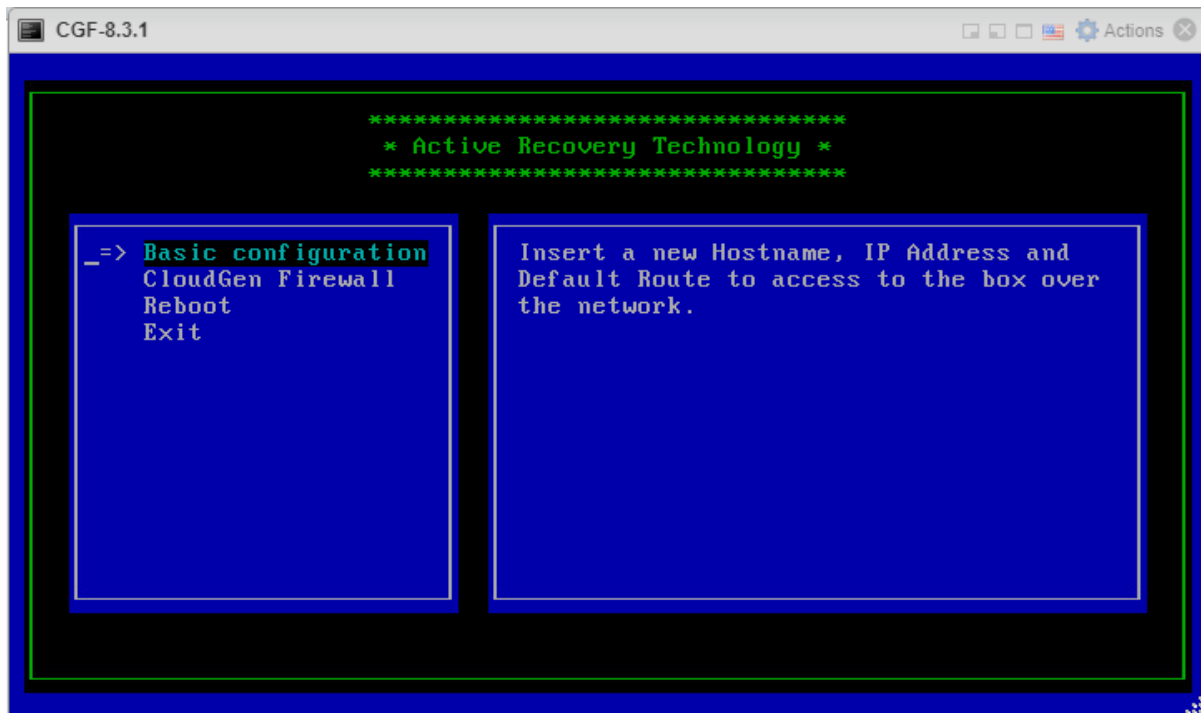 CGF-8.3.1
Actions
********************************
* Active Recovery Technology *
********************************
_=> Basic configuration
CloudGen Firewall
Reboot
Exit
Insert a new Hostname, IP Address and
Default Route to access to the box over
the network.